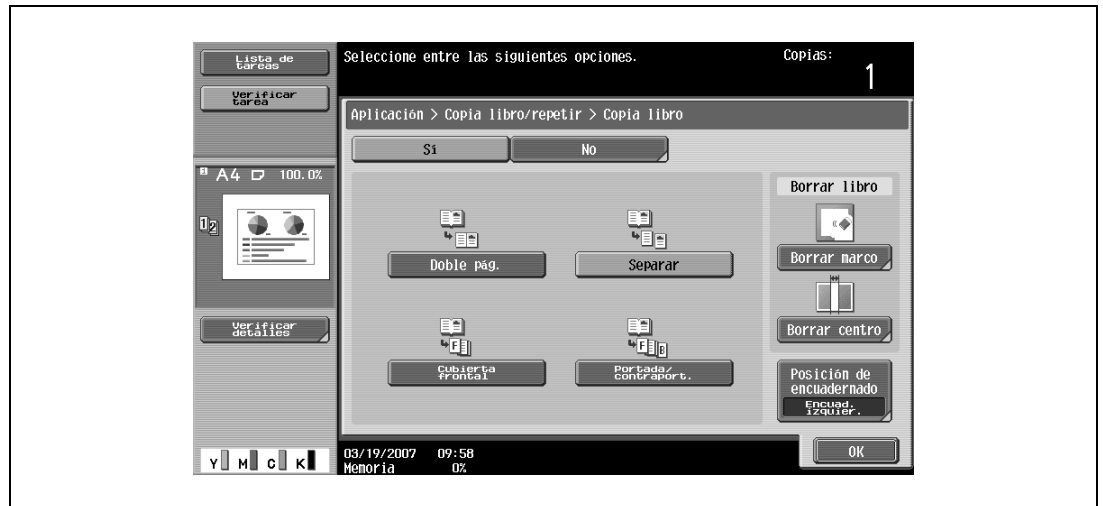 Lista de
tareas
Verificar
tarea
Seleccione entre las siguientes opciones.
Copias:
1
Aplicación > Copia libro/repetir > Copia libro
Sí
No
A4 100.0%
1 2
Doble pág.
Separar
Cubierta
frontal
F
Portada/
contraport.
F B
Borrar libro
Borrar marco
Borrar centro
Posición de
encuadernado
Encuad.
izquier.
Verificar
detalles
Y M C K
03/19/2007 09:58
Memoria 0%
OK